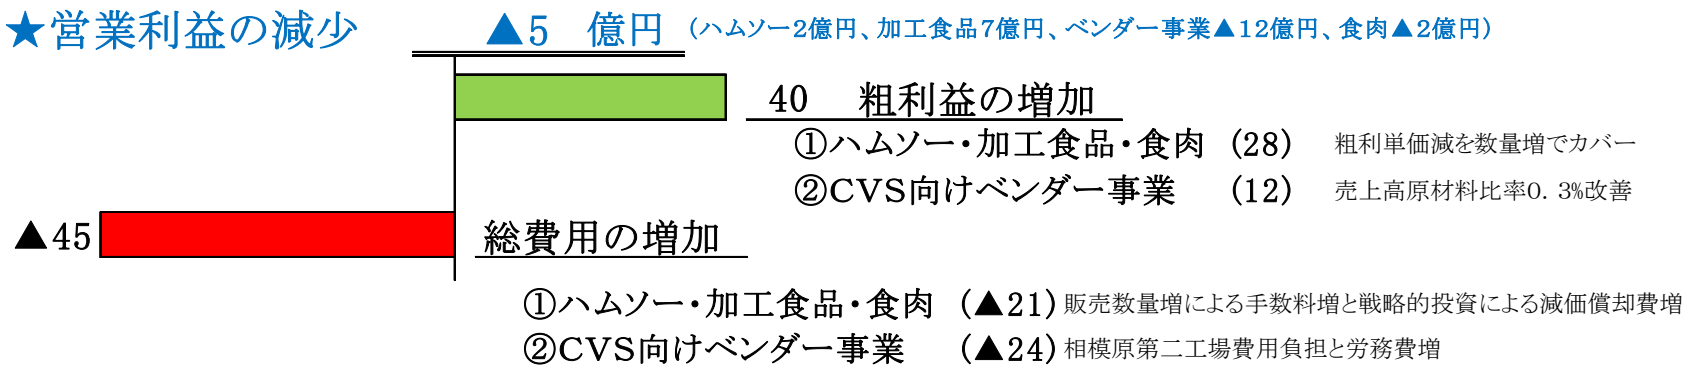 ★営業利益の減少 ▲5 億円 (ハムソー2億円、加工食品7億円、ベンダー事業▲12億円、食肉▲2億円)
40 粗利益の増加
①ハムソー・加工食品・食肉 (28) 粗利単価減を数量増でカバー
②CVS向けベンダー事業 (12) 売上高原材料比率0.3%改善
▲45 総費用の増加
①ハムソー・加工食品・食肉 (▲21) 販売数量増による手数料増と戦略的投資による減価償却費増
②CVS向けベンダー事業 (▲24) 相模原第二工場費用負担と労務費増